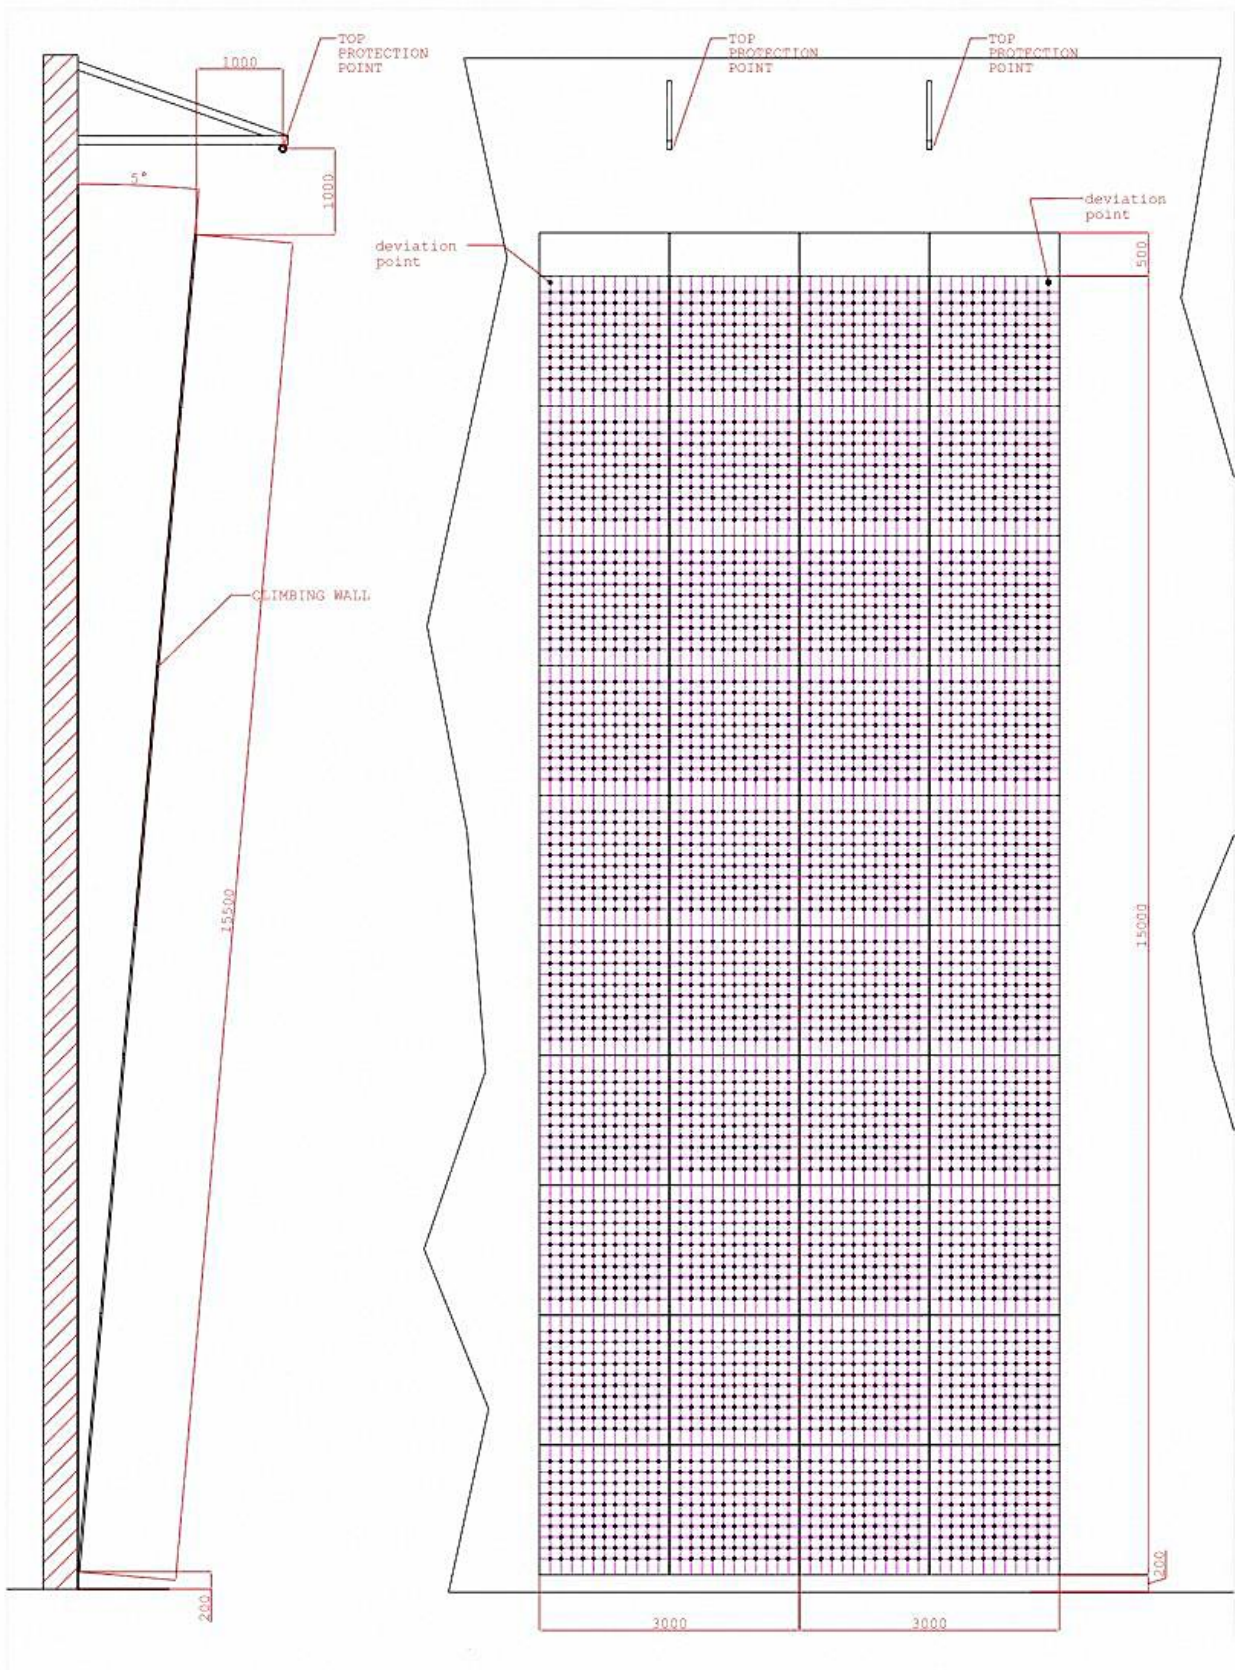 TOP
PROTECTION
POINT
1000
1000
5°
CLIMBING WALL
15500
200
TOP
PROTECTION
POINT
TOP
PROTECTION
POINT
deviation
point
deviation
point
500
15000
200
3000
3000